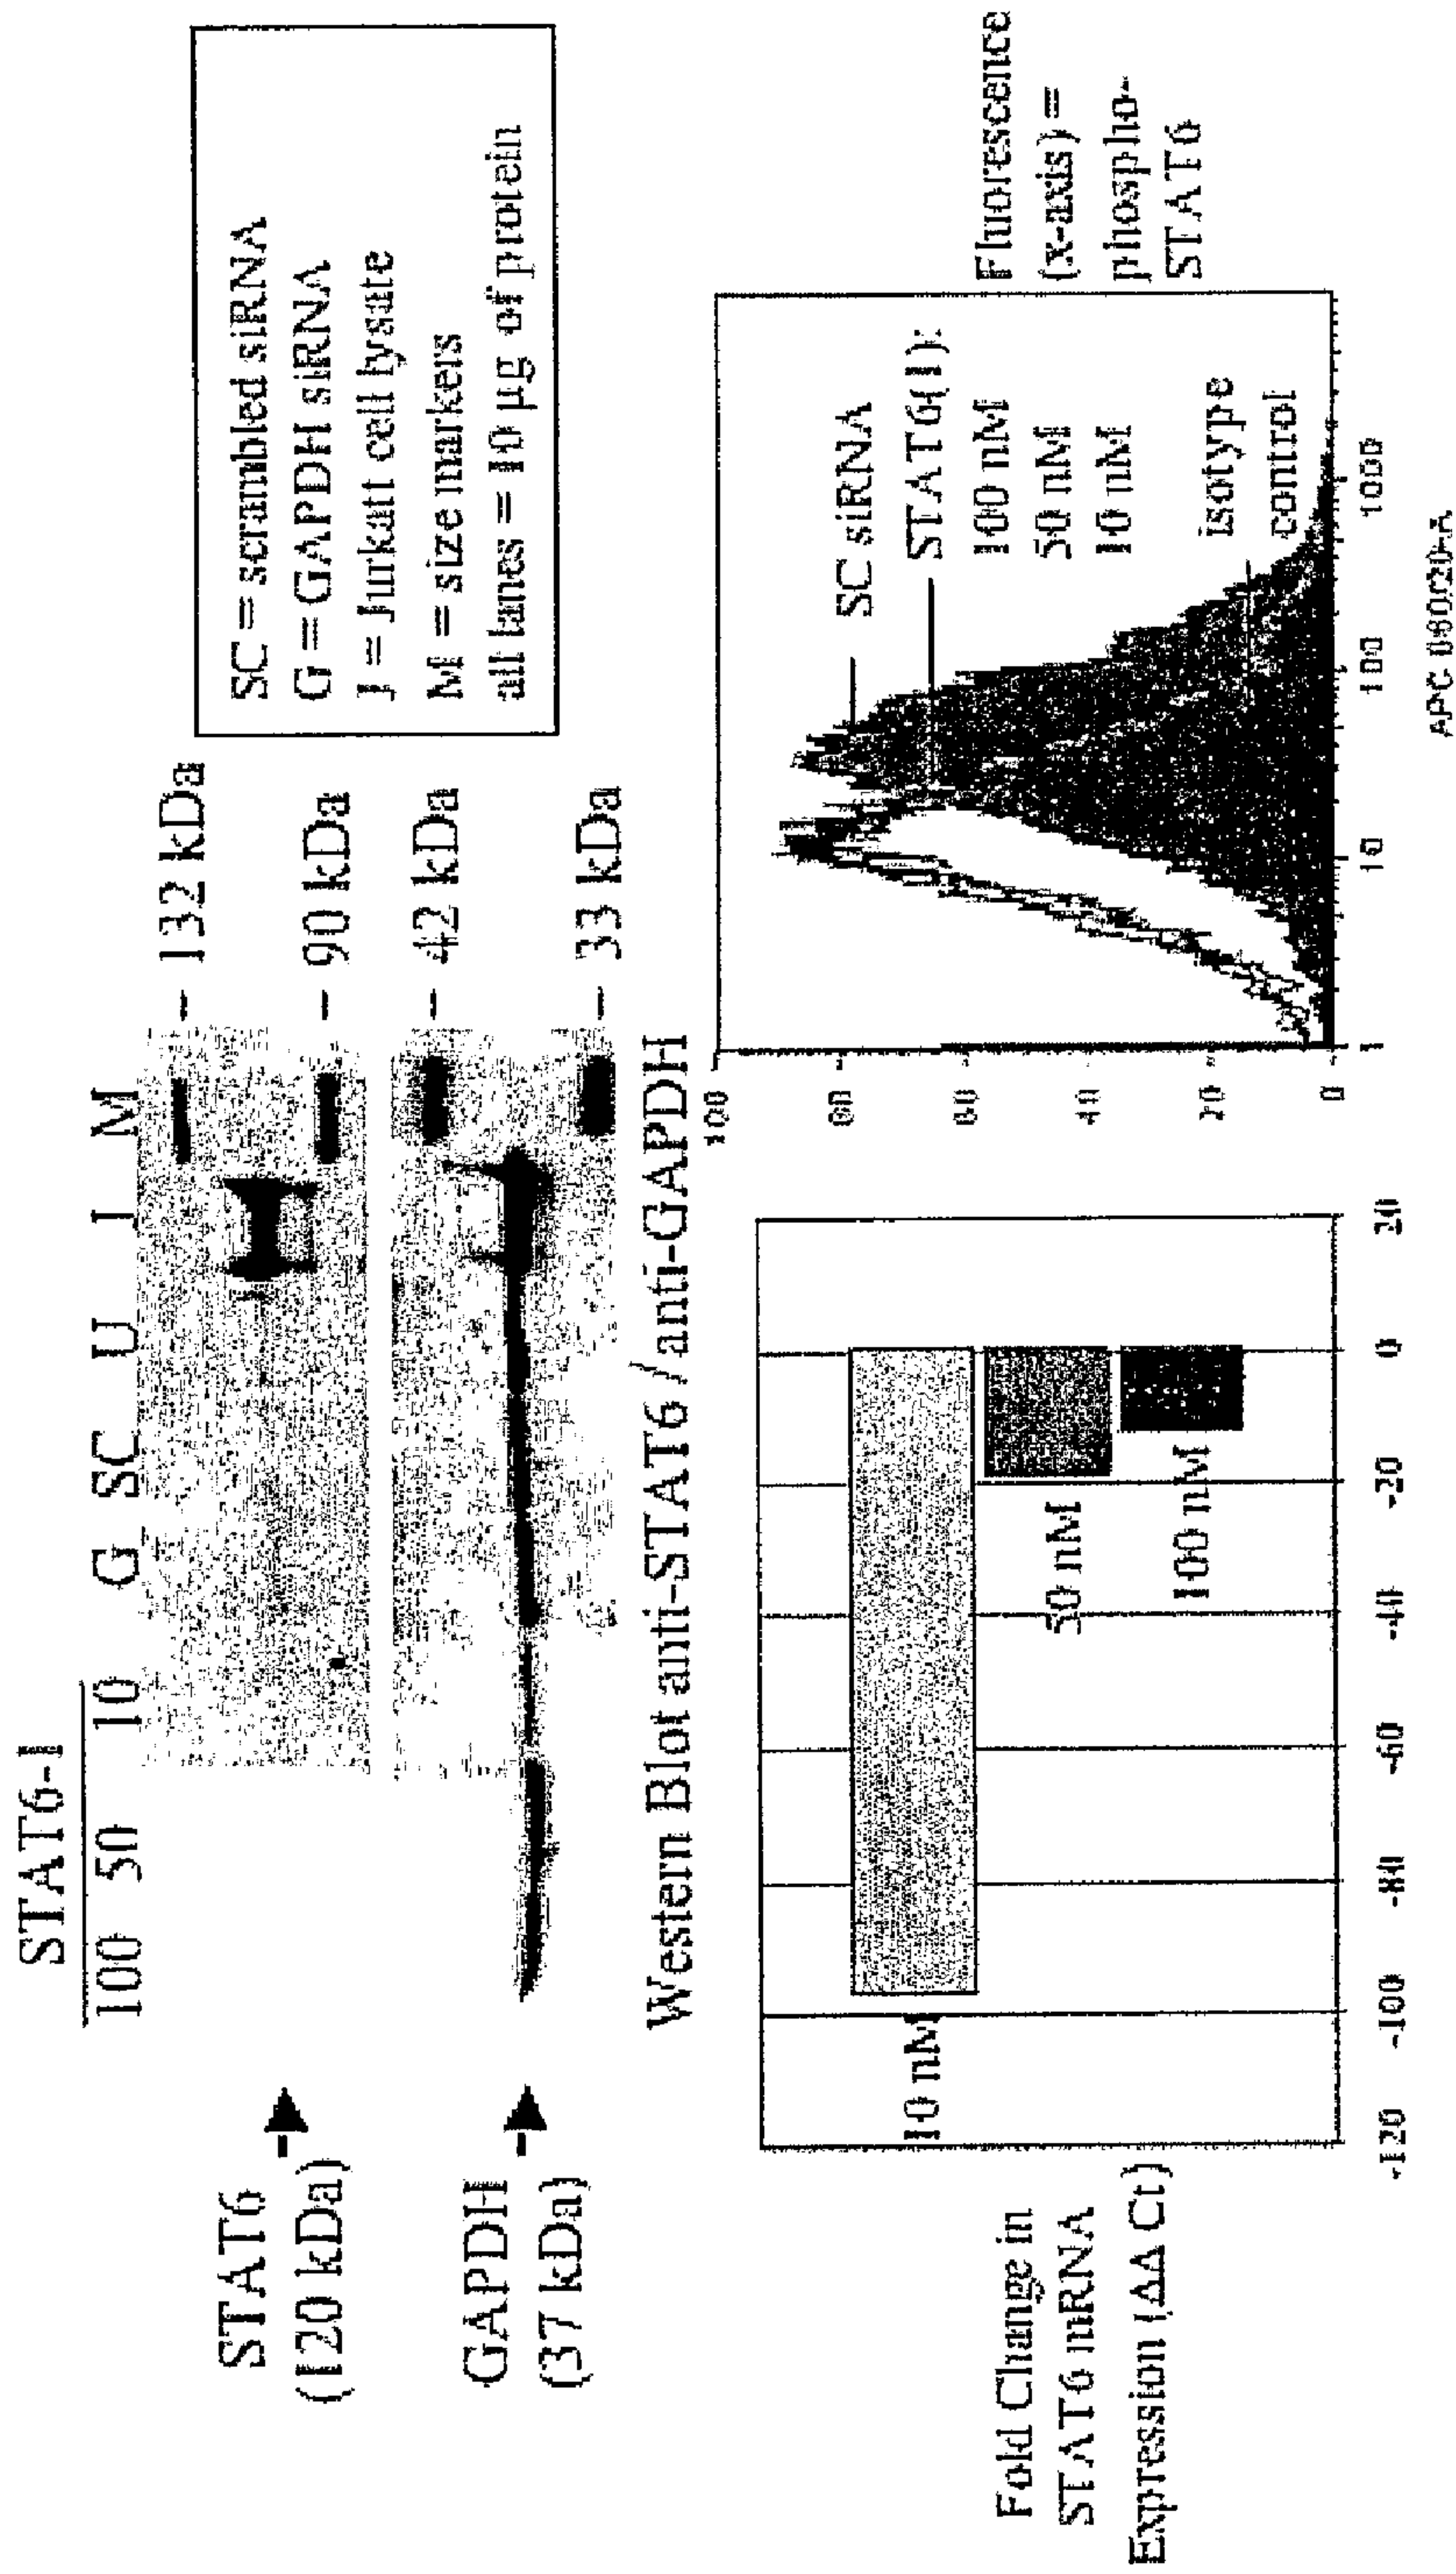 STAT6-1
100 50 10 G SC U J M
STAT6
(120 kDa)
GAPDH
(37 kDa)
– 132 kDa
– 90 kDa
– 42 kDa
– 33 kDa
SC = scrambled siRNA
G = GAPDH siRNA
J = Jurkatt cell lysate
M = size markers
all lanes = 10 µg of protein
Western Blot anti-STAT6 / anti-GAPDH
Fold Change in
STAT6 mRNA
Expression (ΔΔ Ct)
10 nM
50 nM
100 nM
-120 -100 -80 -60 -40 -20 0 20
100
80
60
40
20
0
1 10 100 1000
SC siRNA
STAT6(1):
100 nM
50 nM
10 nM
isotype
control
Fluorescence
(x-axis) =
phospho-
STAT6